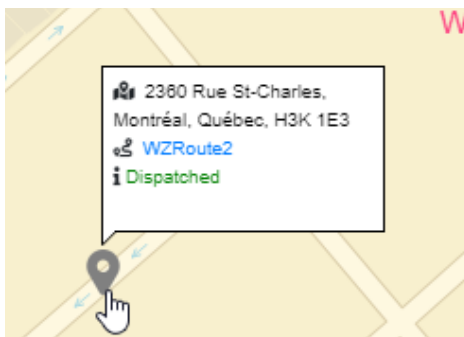 W
2360 Rue St-Charles,
Montréal, Québec, H3K 1E3
WZRoute2
Dispatched